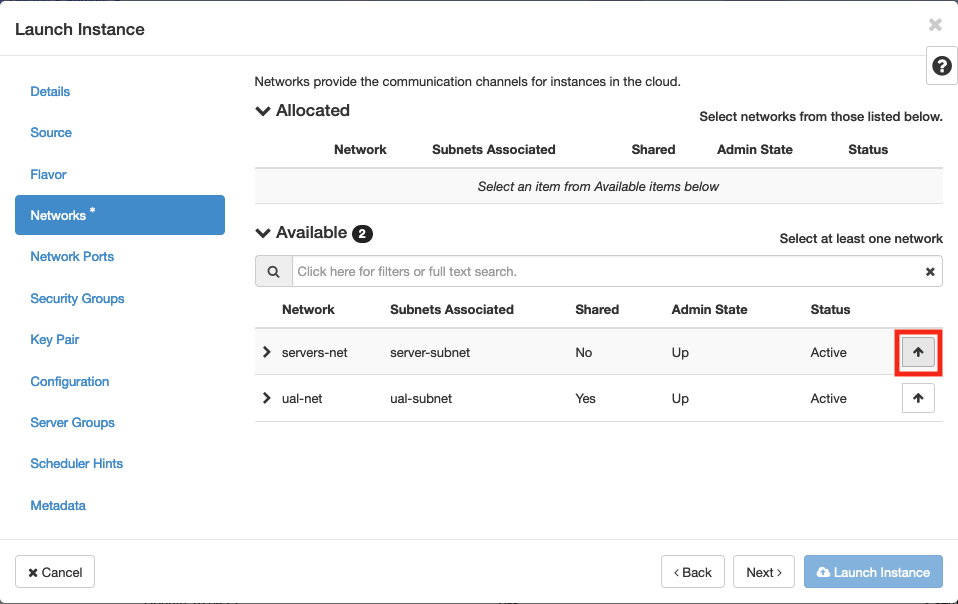 Launch Instance
Details
Source
Flavor
Networks *
Network Ports
Security Groups
Key Pair
Configuration
Server Groups
Scheduler Hints
Metadata
Networks provide the communication channels for instances in the cloud.
Allocated
Select networks from those listed below.
Network Subnets Associated Shared Admin State Status
Select an item from Available items below
Available 2
Select at least one network
Click here for filters or full text search.
Network Subnets Associated Shared Admin State Status
servers-net server-subnet No Up Active
ual-net ual-subnet Yes Up Active
Cancel
Back Next Launch Instance